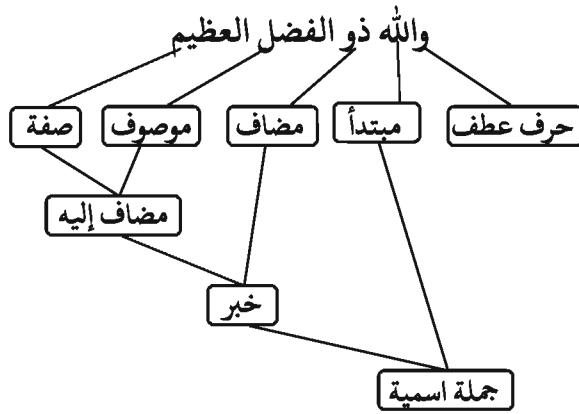 والله ذو الفضل العظيم
حرف عطف مبتدأ مضاف موصوف صفة
مضاف إليه
خبر
جملة اسمية